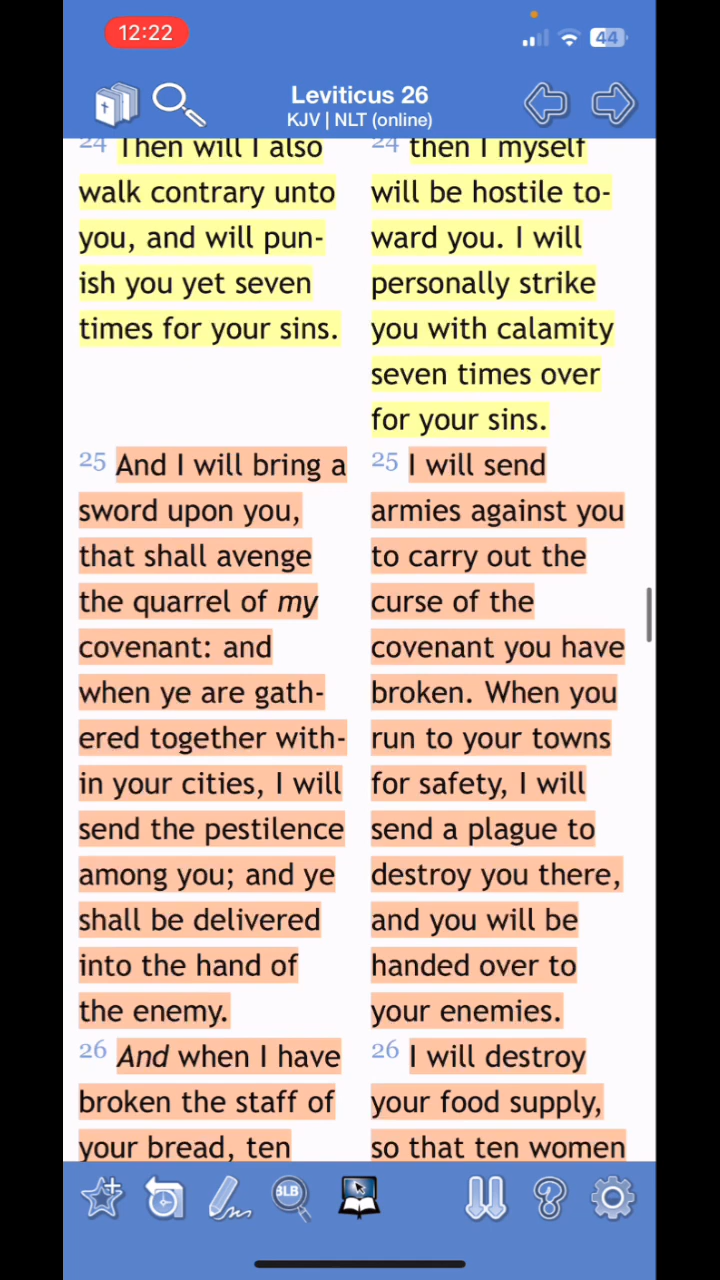 12:22
44
Leviticus 26
KJV | NLT (online)
24 Then will I also
walk contrary unto
you, and will pun-
ish you yet seven
times for your sins.
25 And I will bring a
sword upon you,
that shall avenge
the quarrel of my
covenant: and
when ye are gath-
ered together with-
in your cities, I will
send the pestilence
among you; and ye
shall be delivered
into the hand of
the enemy.
26 And when I have
broken the staff of
your bread, ten
24 then I myself
will be hostile to-
ward you. I will
personally strike
you with calamity
seven times over
for your sins.
25 I will send
armies against you
to carry out the
curse of the
covenant you have
broken. When you
run to your towns
for safety, I will
send a plague to
destroy you there,
and you will be
handed over to
your enemies.
26 I will destroy
your food supply,
so that ten women
BLB